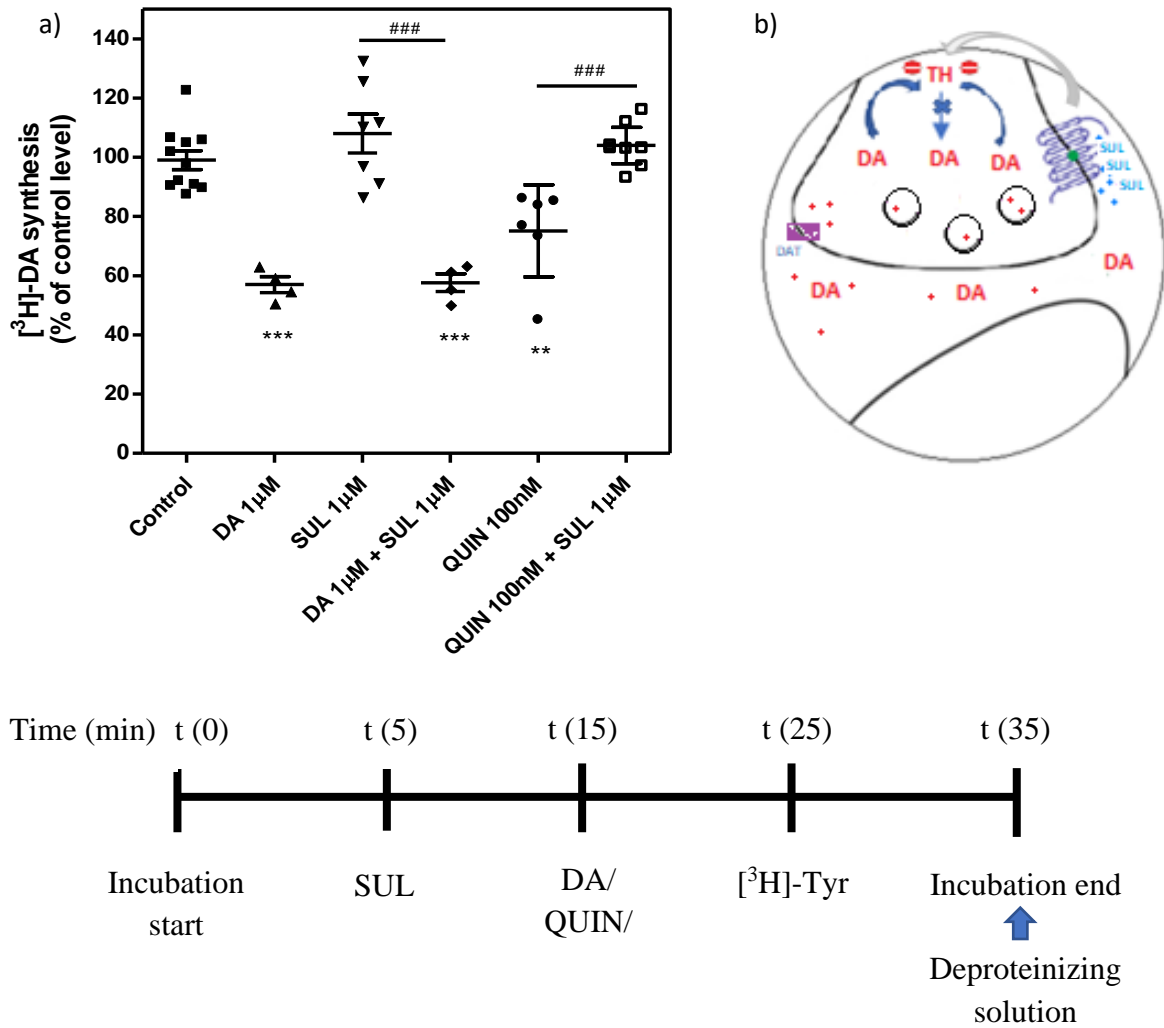 a)
[³H]-DA synthesis
(% of control level)
140
120
100
80
60
40
20
0
###
###
***
***
**
Control
DA 1µM
SUL 1µM
DA 1µM + SUL 1µM
QUIN 100nM
QUIN 100nM + SUL 1µM
b)
TH
DA
DA
DA
SUL
SUL
SUL
DAT
DA
DA
DA
Time (min) t (0) t (5) t (15) t (25) t (35)
Incubation start
SUL
DA/
QUIN/
[³H]-Tyr
Incubation end
Deproteinizing
solution